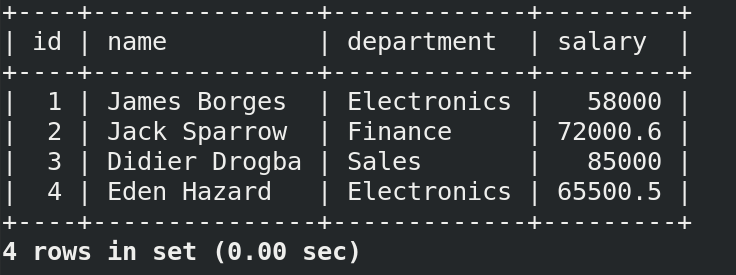 +----+---------------+-------------+---------+
| id | name          | department  | salary  |
+----+---------------+-------------+---------+
|  1 | James Borges  | Electronics |   58000 |
|  2 | Jack Sparrow  | Finance     | 72000.6 |
|  3 | Didier Drogba | Sales       |   85000 |
|  4 | Eden Hazard   | Electronics | 65500.5 |
+----+---------------+-------------+---------+
4 rows in set (0.00 sec)